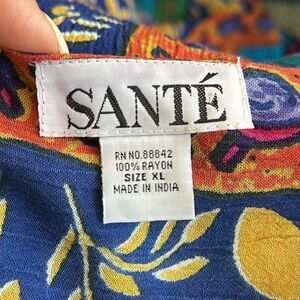 SANTÉ
RN NO. 88842
100% RAYON
SIZE XL
MADE IN INDIA